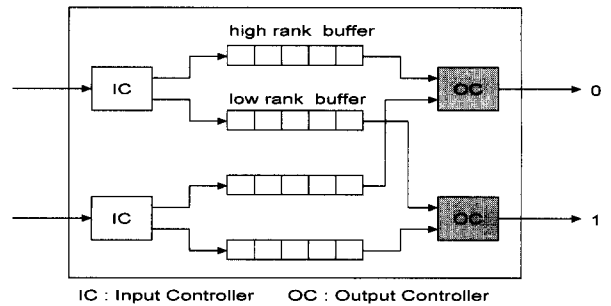 high rank buffer
IC
OC
0
low rank buffer
IC
OC
1
IC : Input Controller OC : Output Controller